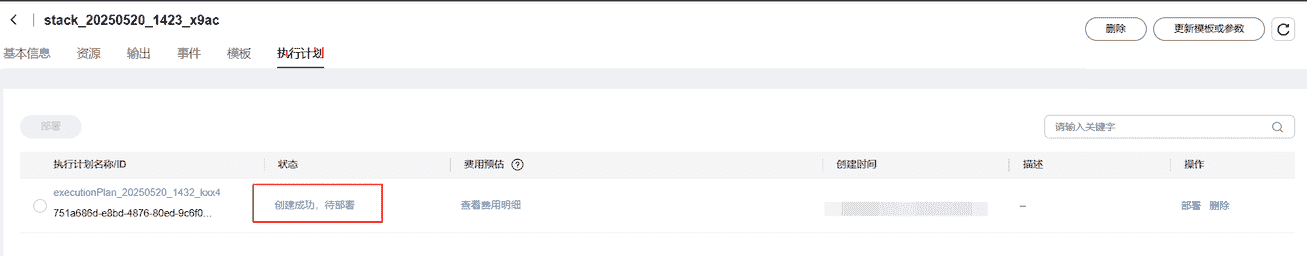 stack_20250520_1423_x9ac
删除 更新模板或参数
基本信息 资源 输出 事件 模板 执行计划
部署
请输入关键字
执行计划名称/ID 状态 费用预估 ? 创建时间 描述 操作
executionPlan_20250520_1432_kxx4
751a686d-e8bd-4876-80ed-9c6f0...
创建成功，待部署 查看费用明细 -- 部署 删除